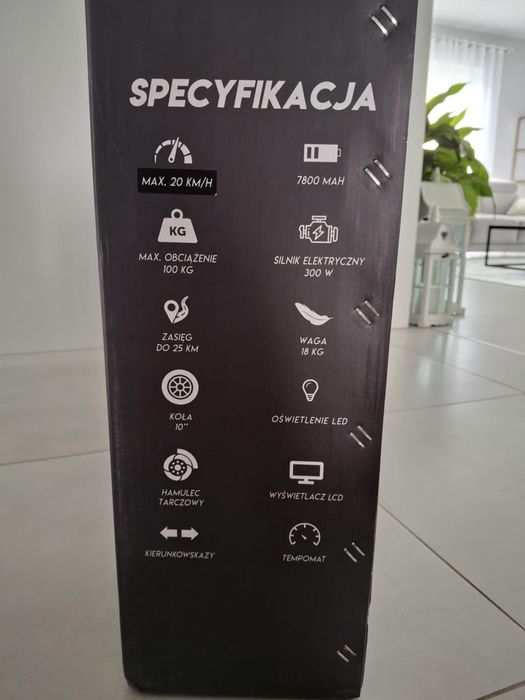 SPECYFIKACJA
MAX. 20 KM/H
7800 MAH
KG
MAX. OBCIĄŻENIE
100 KG
SILNIK ELEKTRYCZNY
300 W
ZASIĘG
DO 25 KM
WAGA
18 KG
KOŁA
10''
OŚWIETLENIE LED
HAMULEC
TARCZOWY
WYŚWIETLACZ LCD
KIERUNKOWSKAZY
TEMPOMAT